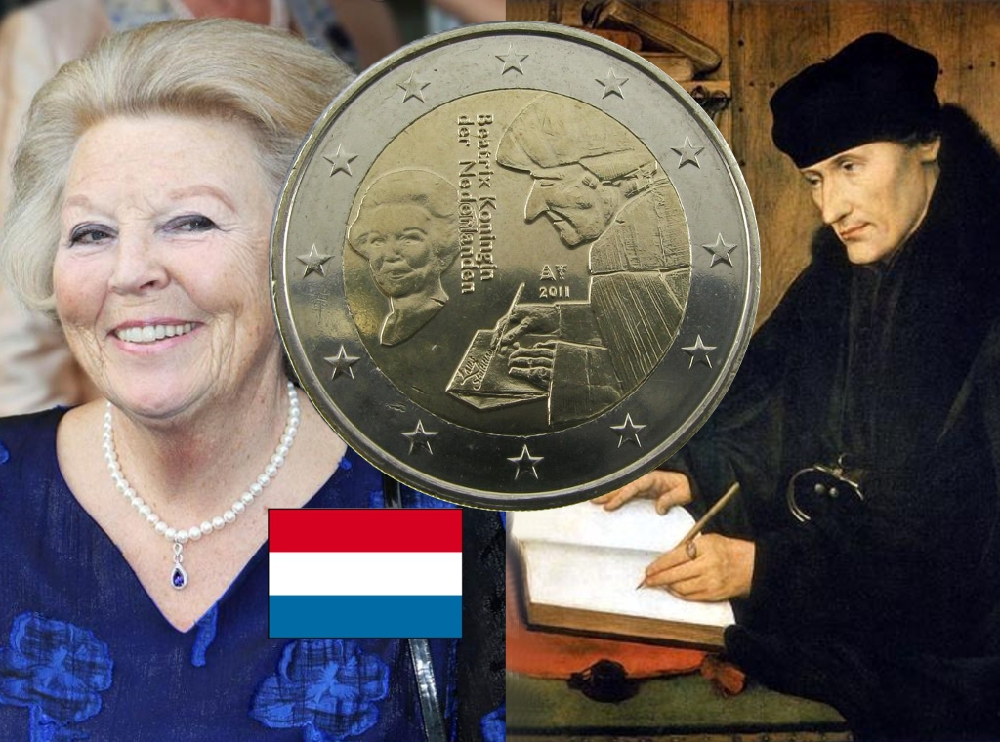 Beatrix Koningin
der Nederlanden
2011